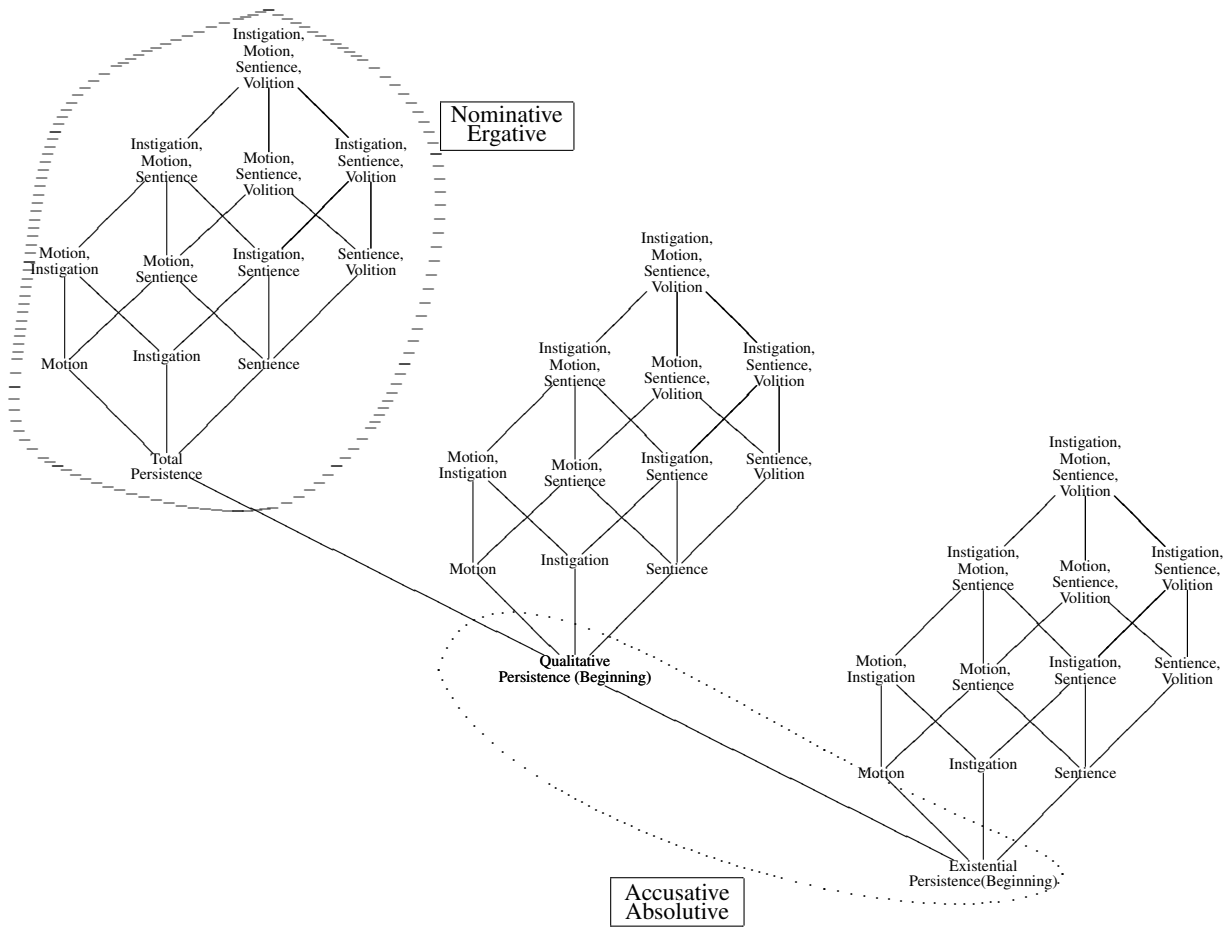 Instigation,
Motion,
Sentience,
Volition
Nominative
Ergative
Instigation,
Motion,
Sentience
Motion,
Sentience,
Volition
Instigation,
Sentience,
Volition
Motion,
Instigation
Motion,
Sentience
Instigation,
Sentience
Sentience,
Volition
Motion
Instigation
Sentience
Total
Persistence
Instigation,
Motion,
Sentience,
Volition
Instigation,
Motion,
Sentience
Motion,
Sentience,
Volition
Instigation,
Sentience,
Volition
Motion,
Instigation
Motion,
Sentience
Instigation,
Sentience
Sentience,
Volition
Motion
Instigation
Sentience
Qualitative
Persistence (Beginning)
Instigation,
Motion,
Sentience,
Volition
Instigation,
Motion,
Sentience
Motion,
Sentience,
Volition
Instigation,
Sentience,
Volition
Motion,
Instigation
Motion,
Sentience
Instigation,
Sentience
Sentience,
Volition
Motion
Instigation
Sentience
Existential
Persistence(Beginning)
Accusative
Absolutive